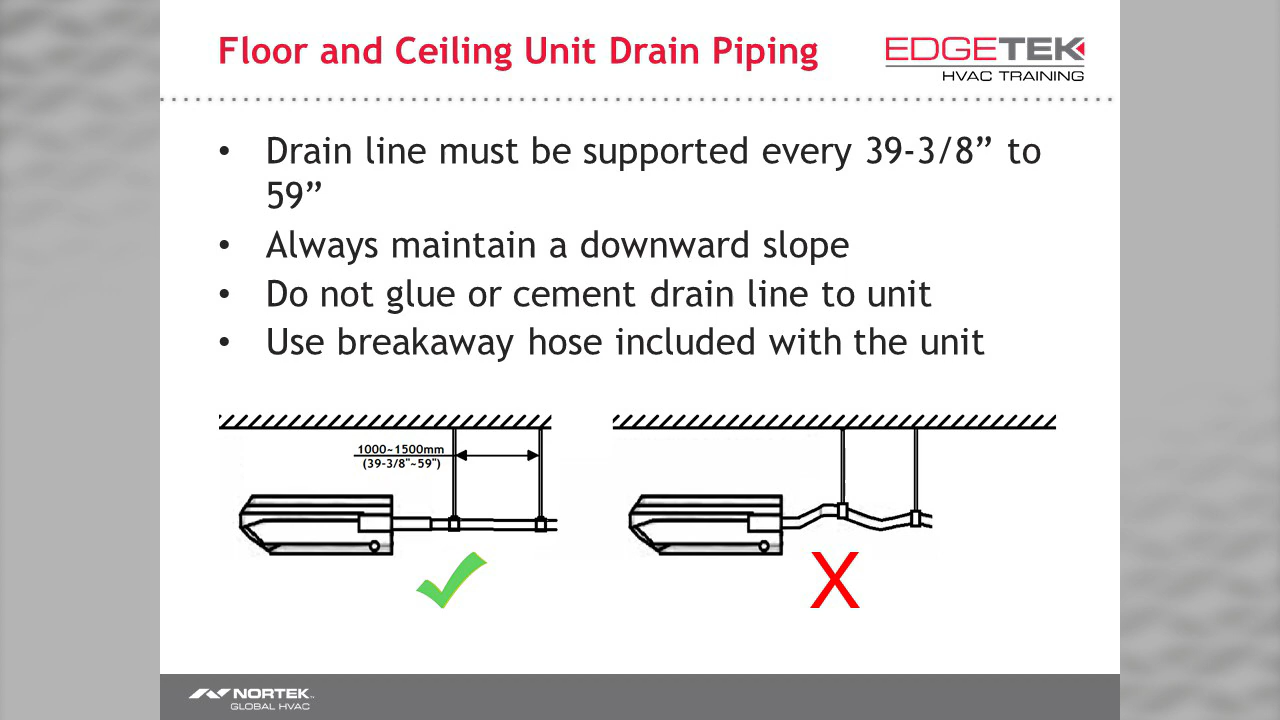 Floor and Ceiling Unit Drain Piping
EDGETEK
HVAC TRAINING
• Drain line must be supported every 39-3/8” to
59”
• Always maintain a downward slope
• Do not glue or cement drain line to unit
• Use breakaway hose included with the unit
1000~1500mm
(39-3/8"~59")
X
NORTEK
GLOBAL HVAC